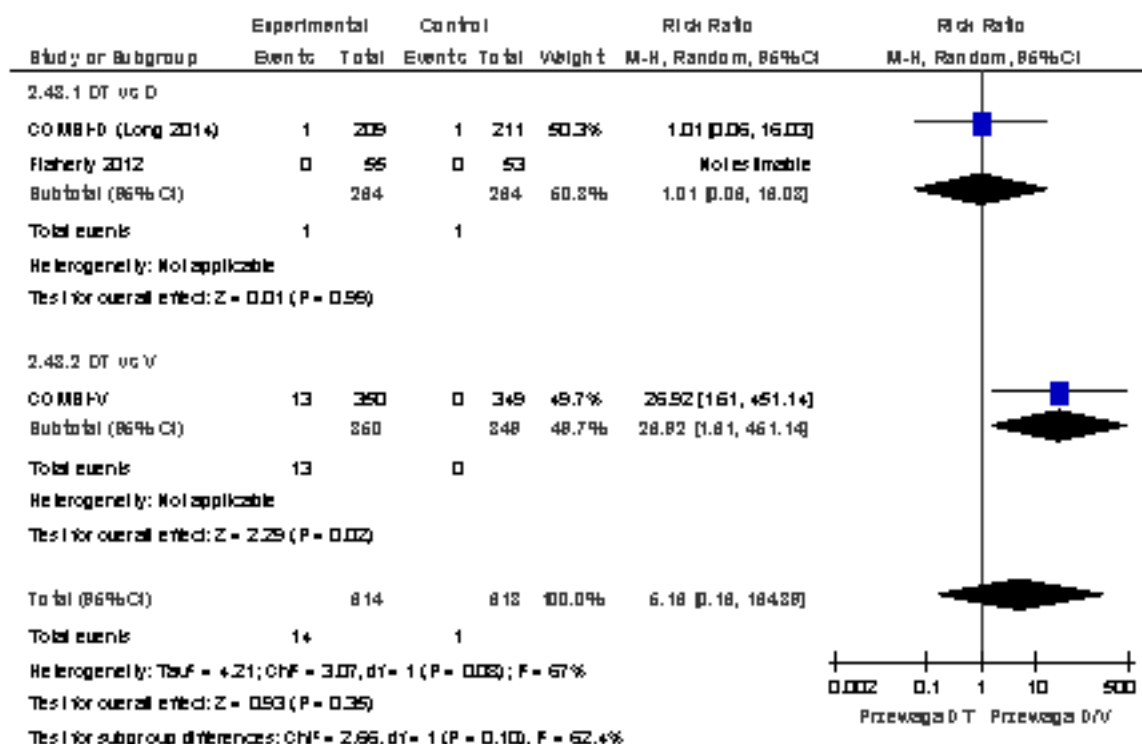 Experimental Control Risk Ratio Risk Ratio
Study or Subgroup Events Total Events Total Weight M-H, Random, 95% CI M-H, Random, 95% CI
2.48.1 DT vs D
COMBI-D (Long 2014) 1 209 1 211 50.3% 1.01 [0.06, 16.03]
Flaherty 2012 0 55 0 53 Not estimable
Subtotal (95% CI) 264 264 50.3% 1.01 [0.06, 16.03]
Total events 1 1
Heterogeneity: Not applicable
Test for overall effect: Z = 0.01 (P = 0.99)
2.48.2 DT vs V
COMBI-V 13 350 0 349 49.7% 26.92 [1.61, 451.14]
Subtotal (95% CI) 350 349 49.7% 26.92 [1.61, 451.14]
Total events 13 0
Heterogeneity: Not applicable
Test for overall effect: Z = 2.29 (P = 0.02)
Total (95% CI) 614 613 100.0% 5.16 [0.16, 164.89]
Total events 14 1
Heterogeneity: Tau² = 4.21; Chi² = 3.07, df = 1 (P = 0.08); I² = 67%
Test for overall effect: Z = 0.93 (P = 0.35)
Test for subgroup differences: Chi² = 2.66, df = 1 (P = 0.10), I² = 62.4%
0.002 0.1 1 10 500
Przewaga DT Przewaga D/V